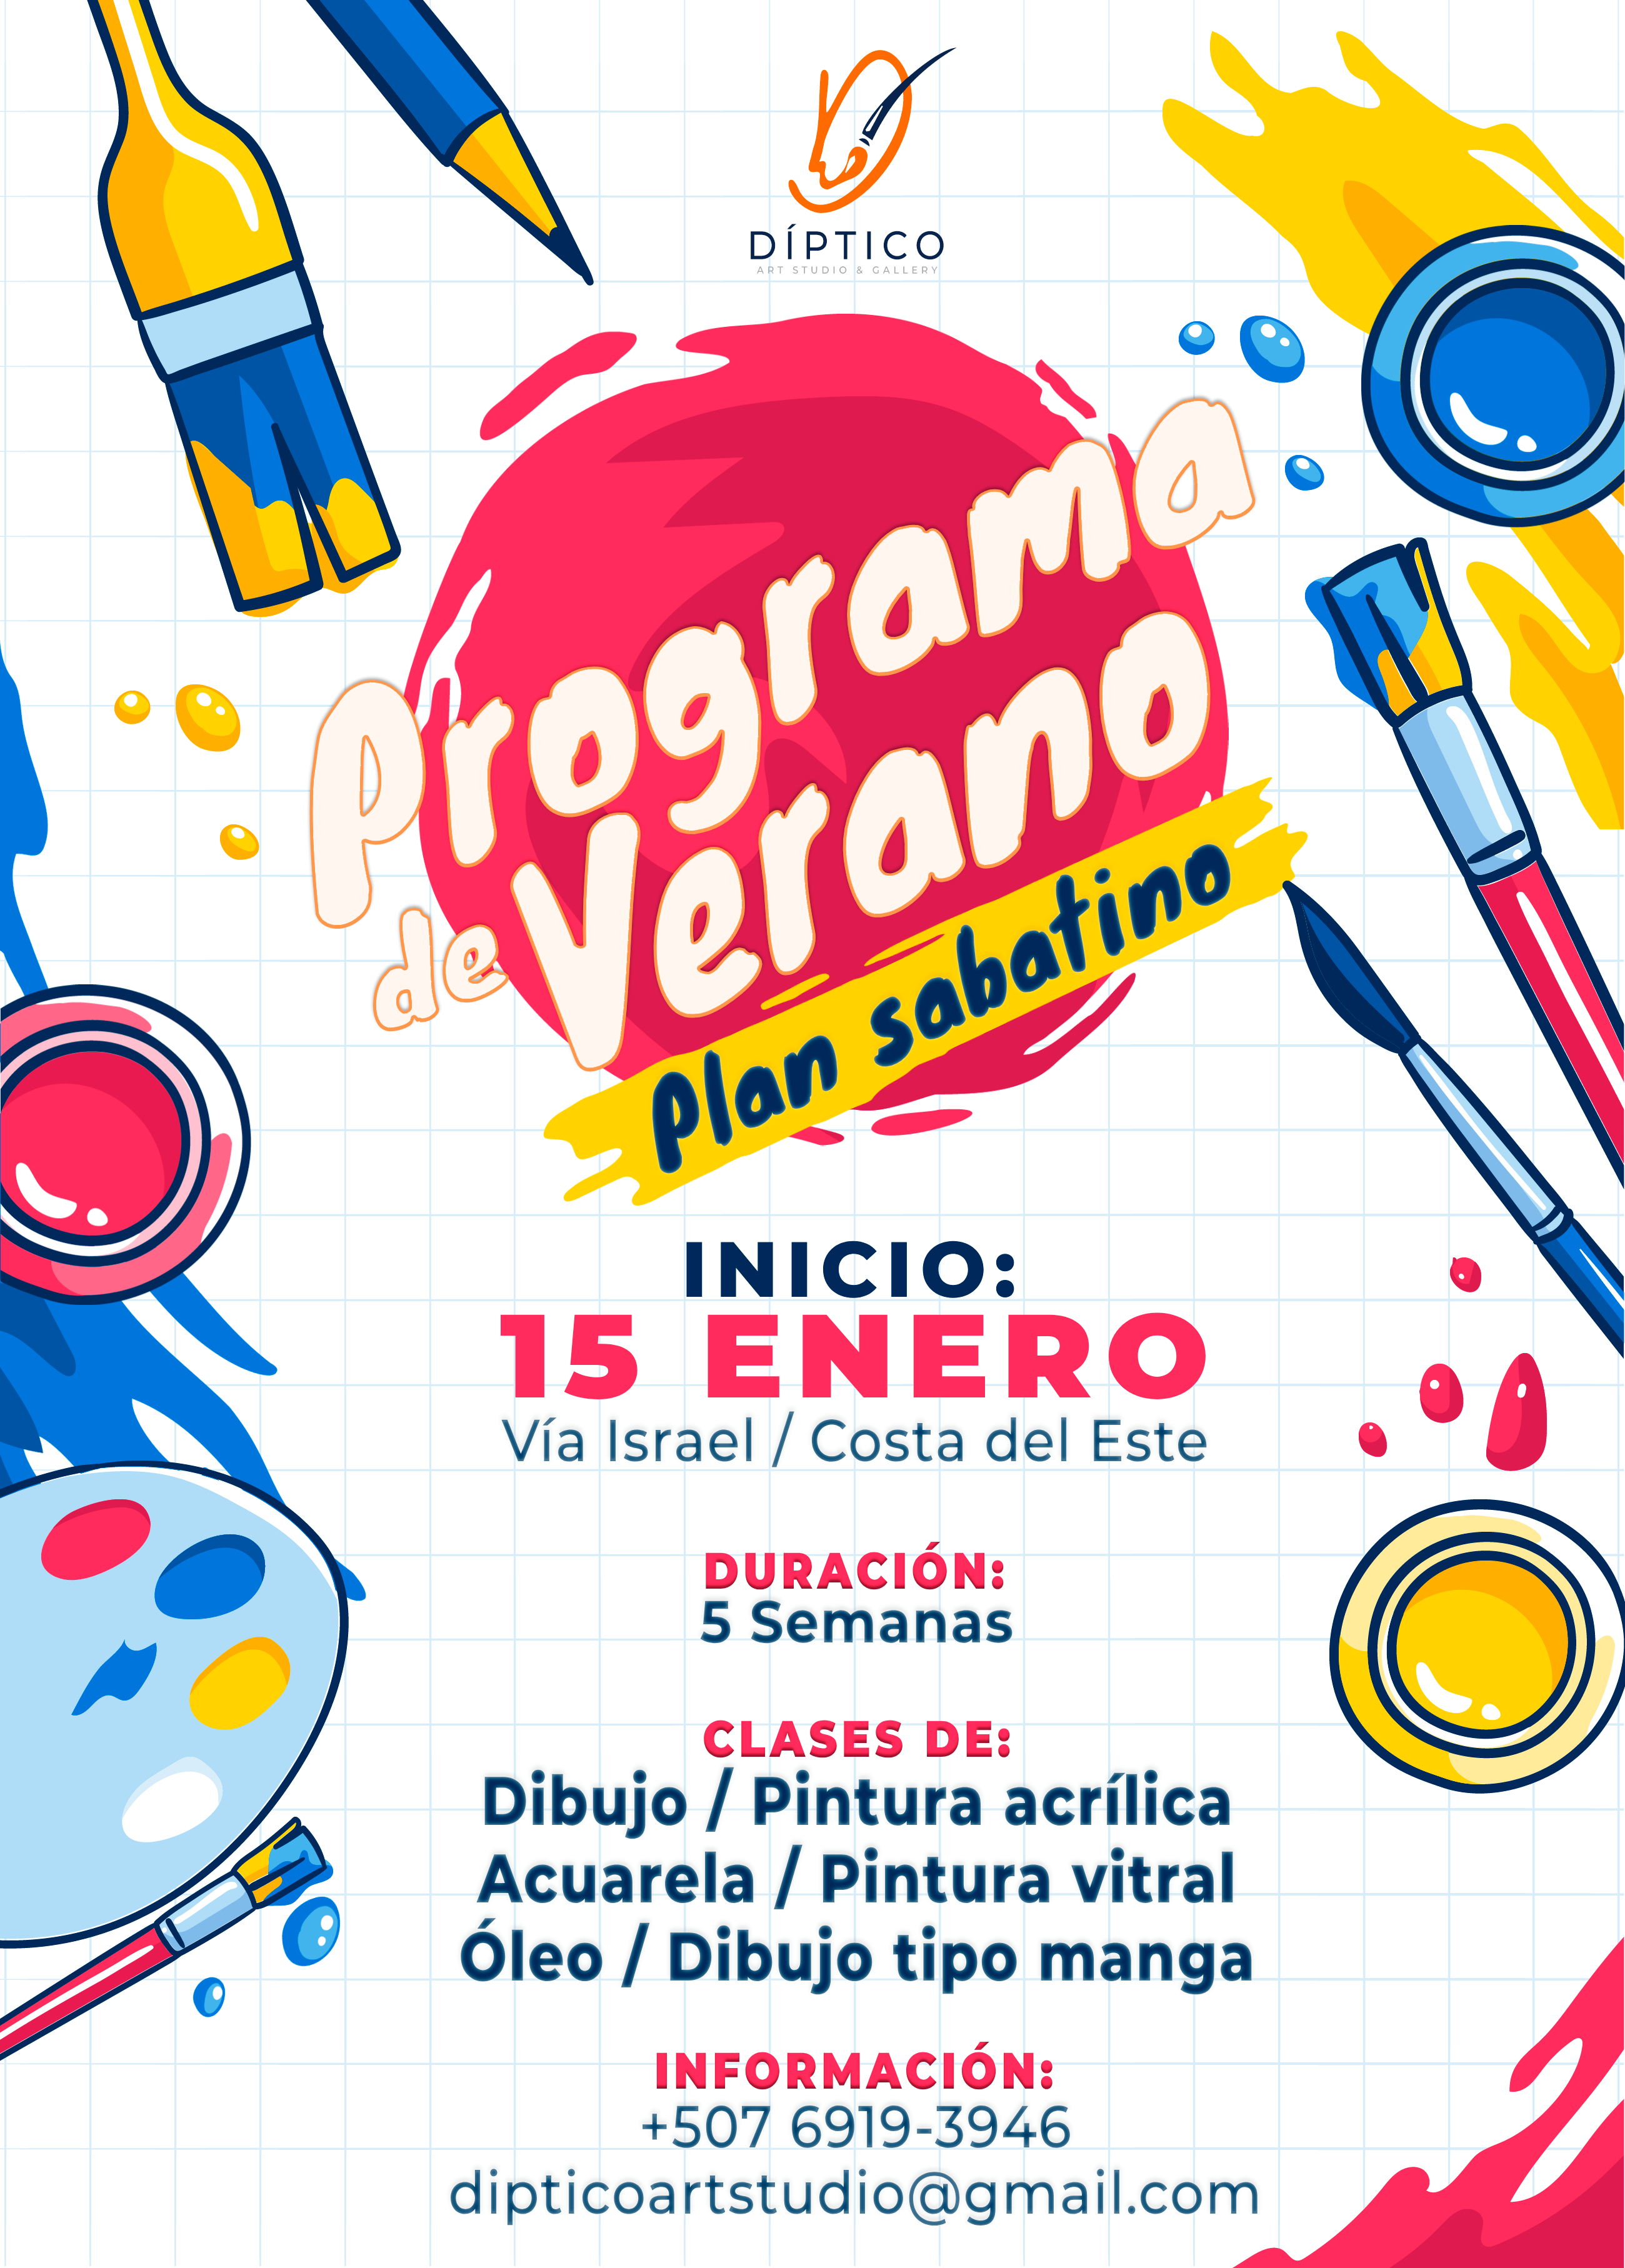 DÍPTICO
ART STUDIO & GALLERY
Programa
de Verano
Plan sabatino
INICIO:
15 ENERO
Vía Israel / Costa del Este
DURACIÓN:
5 Semanas
CLASES DE:
Dibujo / Pintura acrílica
Acuarela / Pintura vitral
Óleo / Dibujo tipo manga
INFORMACIÓN:
+507 6919-3946
dipticoartstudio@gmail.com